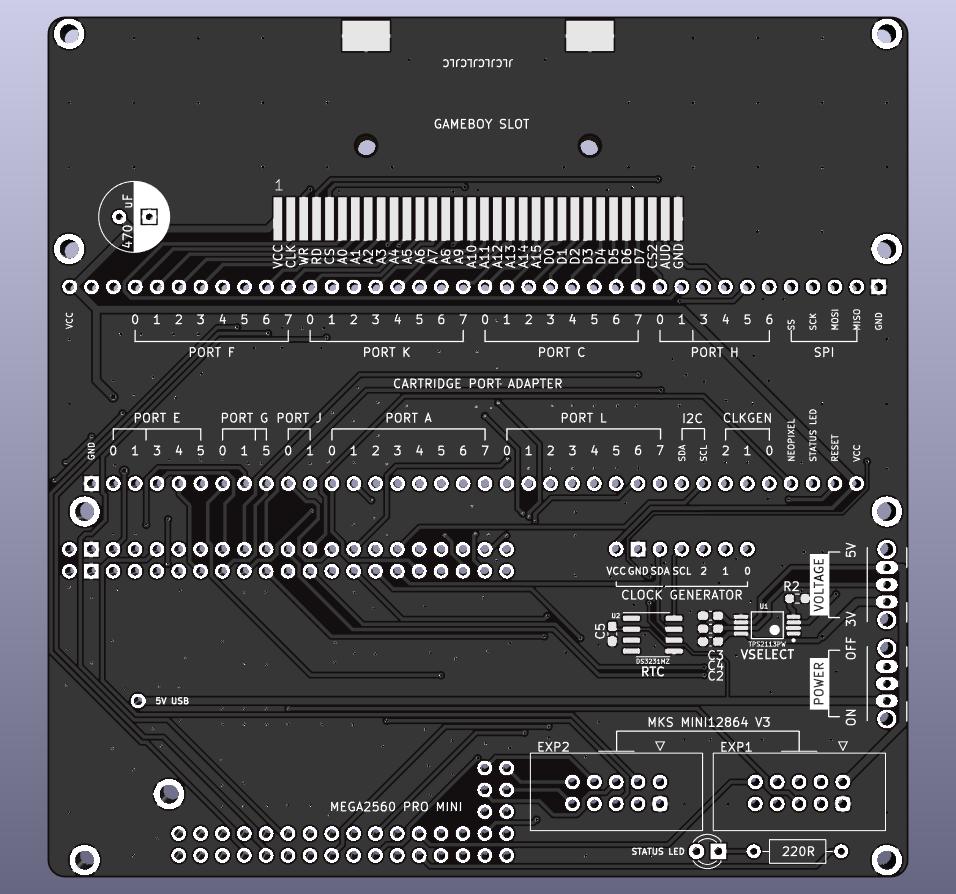 JLCJLCJLCJLC
GAMEBOY SLOT
1
470 uF
VCC CLK WR RD CS A0 A1 A2 A3 A4 A5 A6 A7 A8 A9 A10 A11 A12 A13 A14 A15 D0 D1 D2 D3 D4 D5 D6 D7 CS2 AUD GND
VCC 0 1 2 3 4 5 6 7 0 1 2 3 4 5 6 7 0 1 2 3 4 5 6 7 0 1 3 4 5 6 SS SCK MOSI MISO GND
PORT F PORT K PORT C PORT H SPI
CARTRIDGE PORT ADAPTER
PORT E PORT G PORT J PORT A PORT L I2C CLKGEN
GND 0 1 3 4 5 0 1 5 0 1 0 1 2 3 4 5 6 7 0 1 2 3 4 5 6 7 SDA SCL 2 1 0 NEOPIXEL STATUS LED RESET VCC
VCC GND SDA SCL 2 1 0
CLOCK GENERATOR
5V
VOLTAGE
3V
R2
U1
TPS2113PW
VSELECT
U2
C5
DS3231MZ
RTC
C3
C4
C2
OFF
POWER
ON
5V USB
MKS MINI12864 V3
EXP2 EXP1
MEGA2560 PRO MINI
STATUS LED 220R